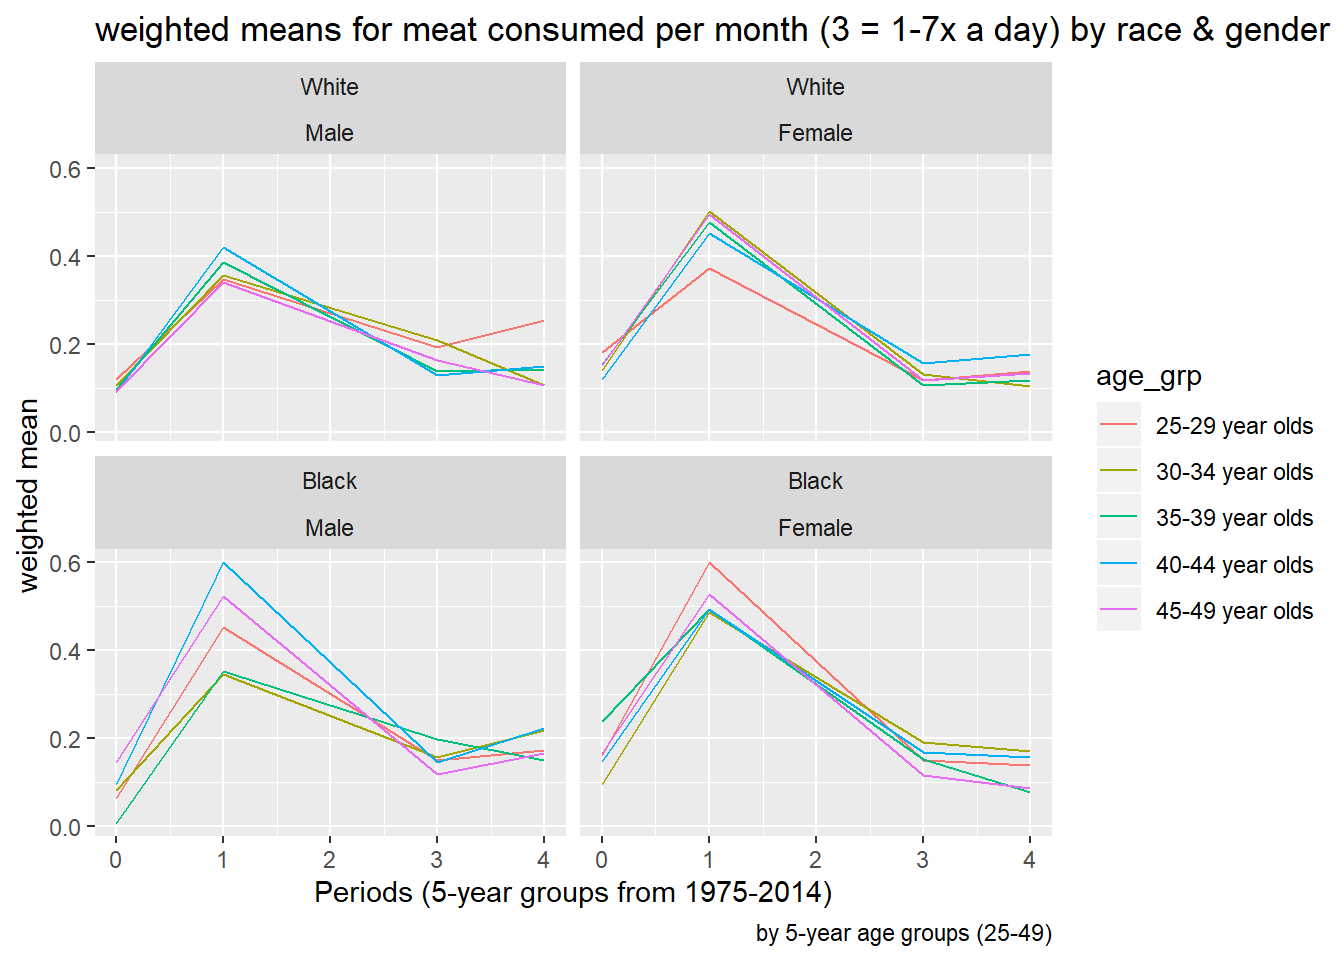 weighted means for meat consumed per month (3 = 1-7x a day) by race & gender
White
Male
White
Female
0.6
0.4
0.2
0.0
Black
Male
Black
Female
0.6
0.4
0.2
0.0
weighted mean
0 1 2 3 4
0 1 2 3 4
Periods (5-year groups from 1975-2014)
by 5-year age groups (25-49)
age_grp
25-29 year olds
30-34 year olds
35-39 year olds
40-44 year olds
45-49 year olds